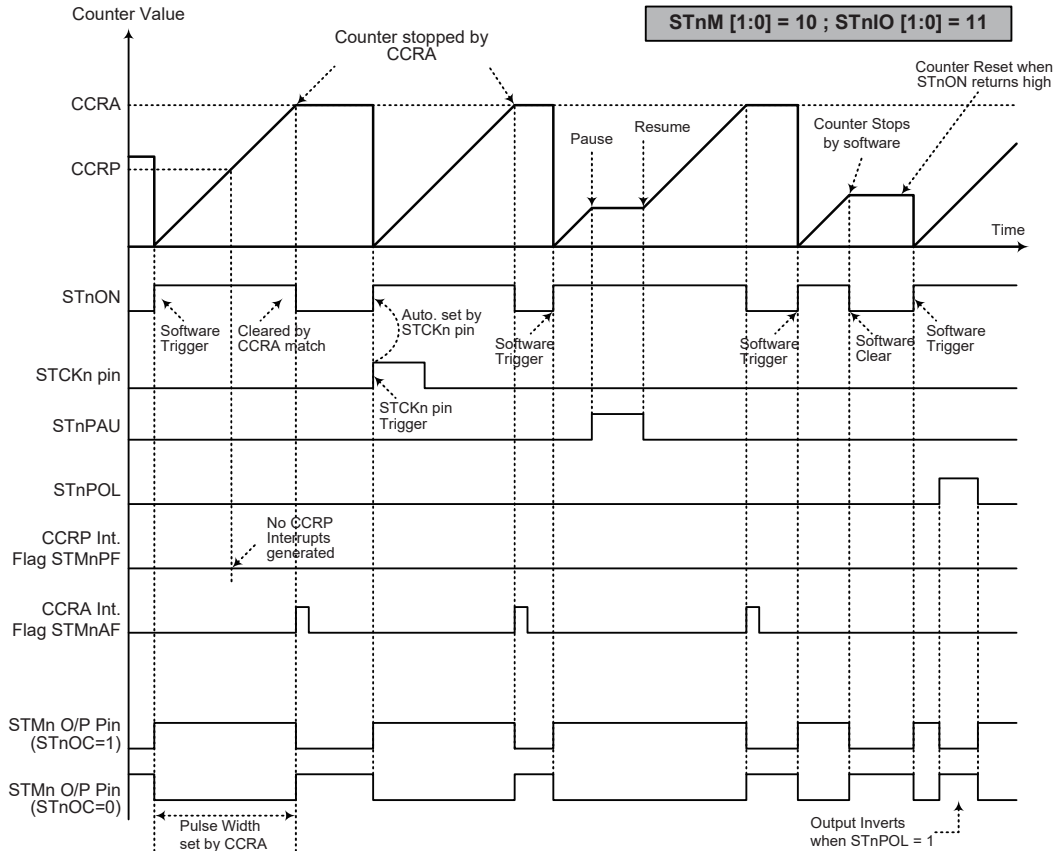 Counter Value
STnM [1:0] = 10 ; STnIO [1:0] = 11
Counter stopped by
CCRA
Counter Reset when
STnON returns high
CCRA
Pause
Resume
Counter Stops
by software
CCRP
Time
STnON
Software
Trigger
Cleared by
CCRA match
Auto. set by
STCKn pin
Software
Trigger
Software
Trigger
Software
Clear
Software
Trigger
STCKn pin
STCKn pin
Trigger
STnPAU
STnPOL
No CCRP
Interrupts
generated
CCRP Int.
Flag STMnPF
CCRA Int.
Flag STMnAF
STMn O/P Pin
(STnOC=1)
STMn O/P Pin
(STnOC=0)
Pulse Width
set by CCRA
Output Inverts
when STnPOL = 1